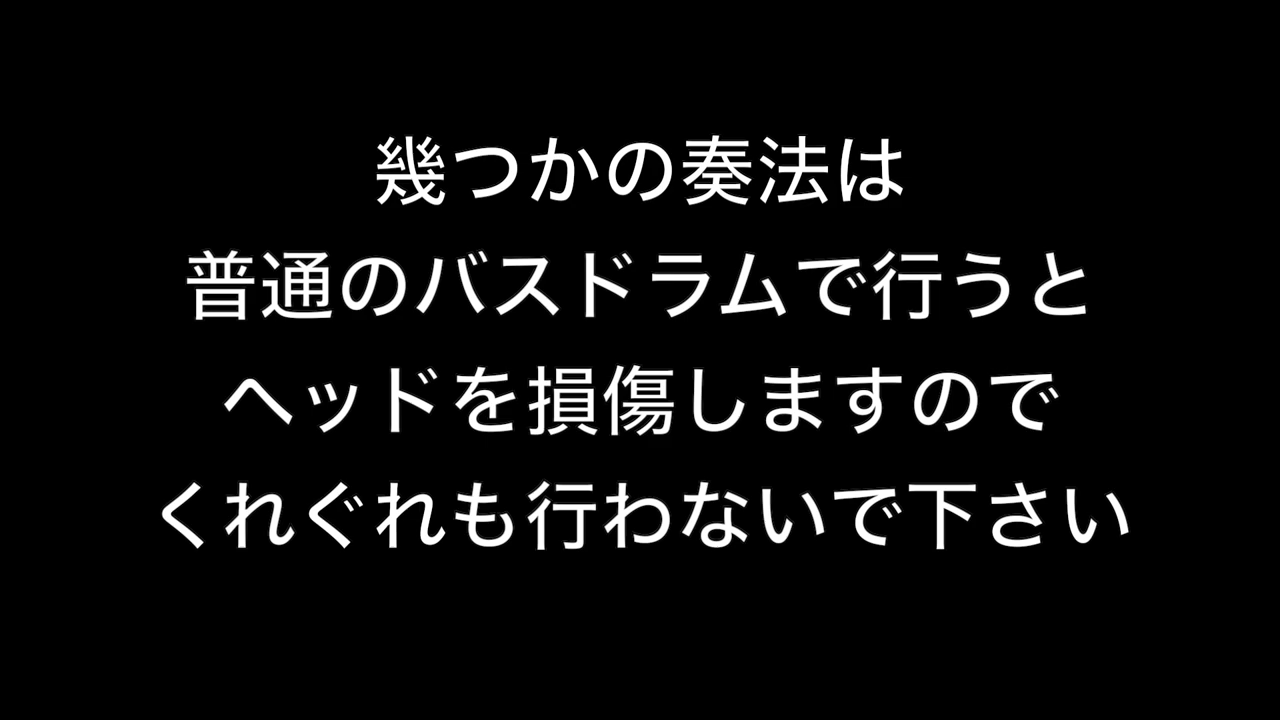 幾つかの奏法は
普通のバスドラムで行うと
ヘッドを損傷しますので
くれぐれも行わないで下さい